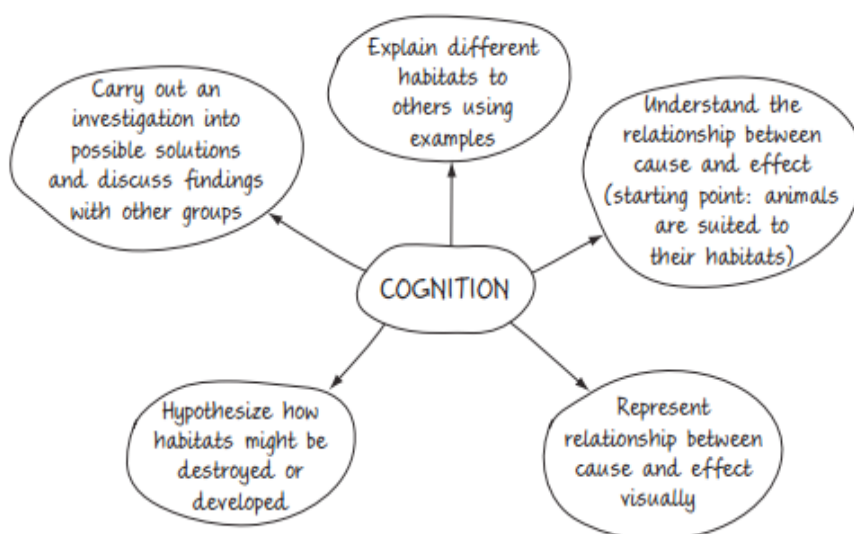 Explain different
habitats to
others using
examples
Carry out an
investigation into
possible solutions
and discuss findings
with other groups
Understand the
relationship between
cause and effect
(starting point: animals
are suited to
their habitats)
COGNITION
Hypothesize how
habitats might be
destroyed or
developed
Represent
relationship between
cause and effect
visually